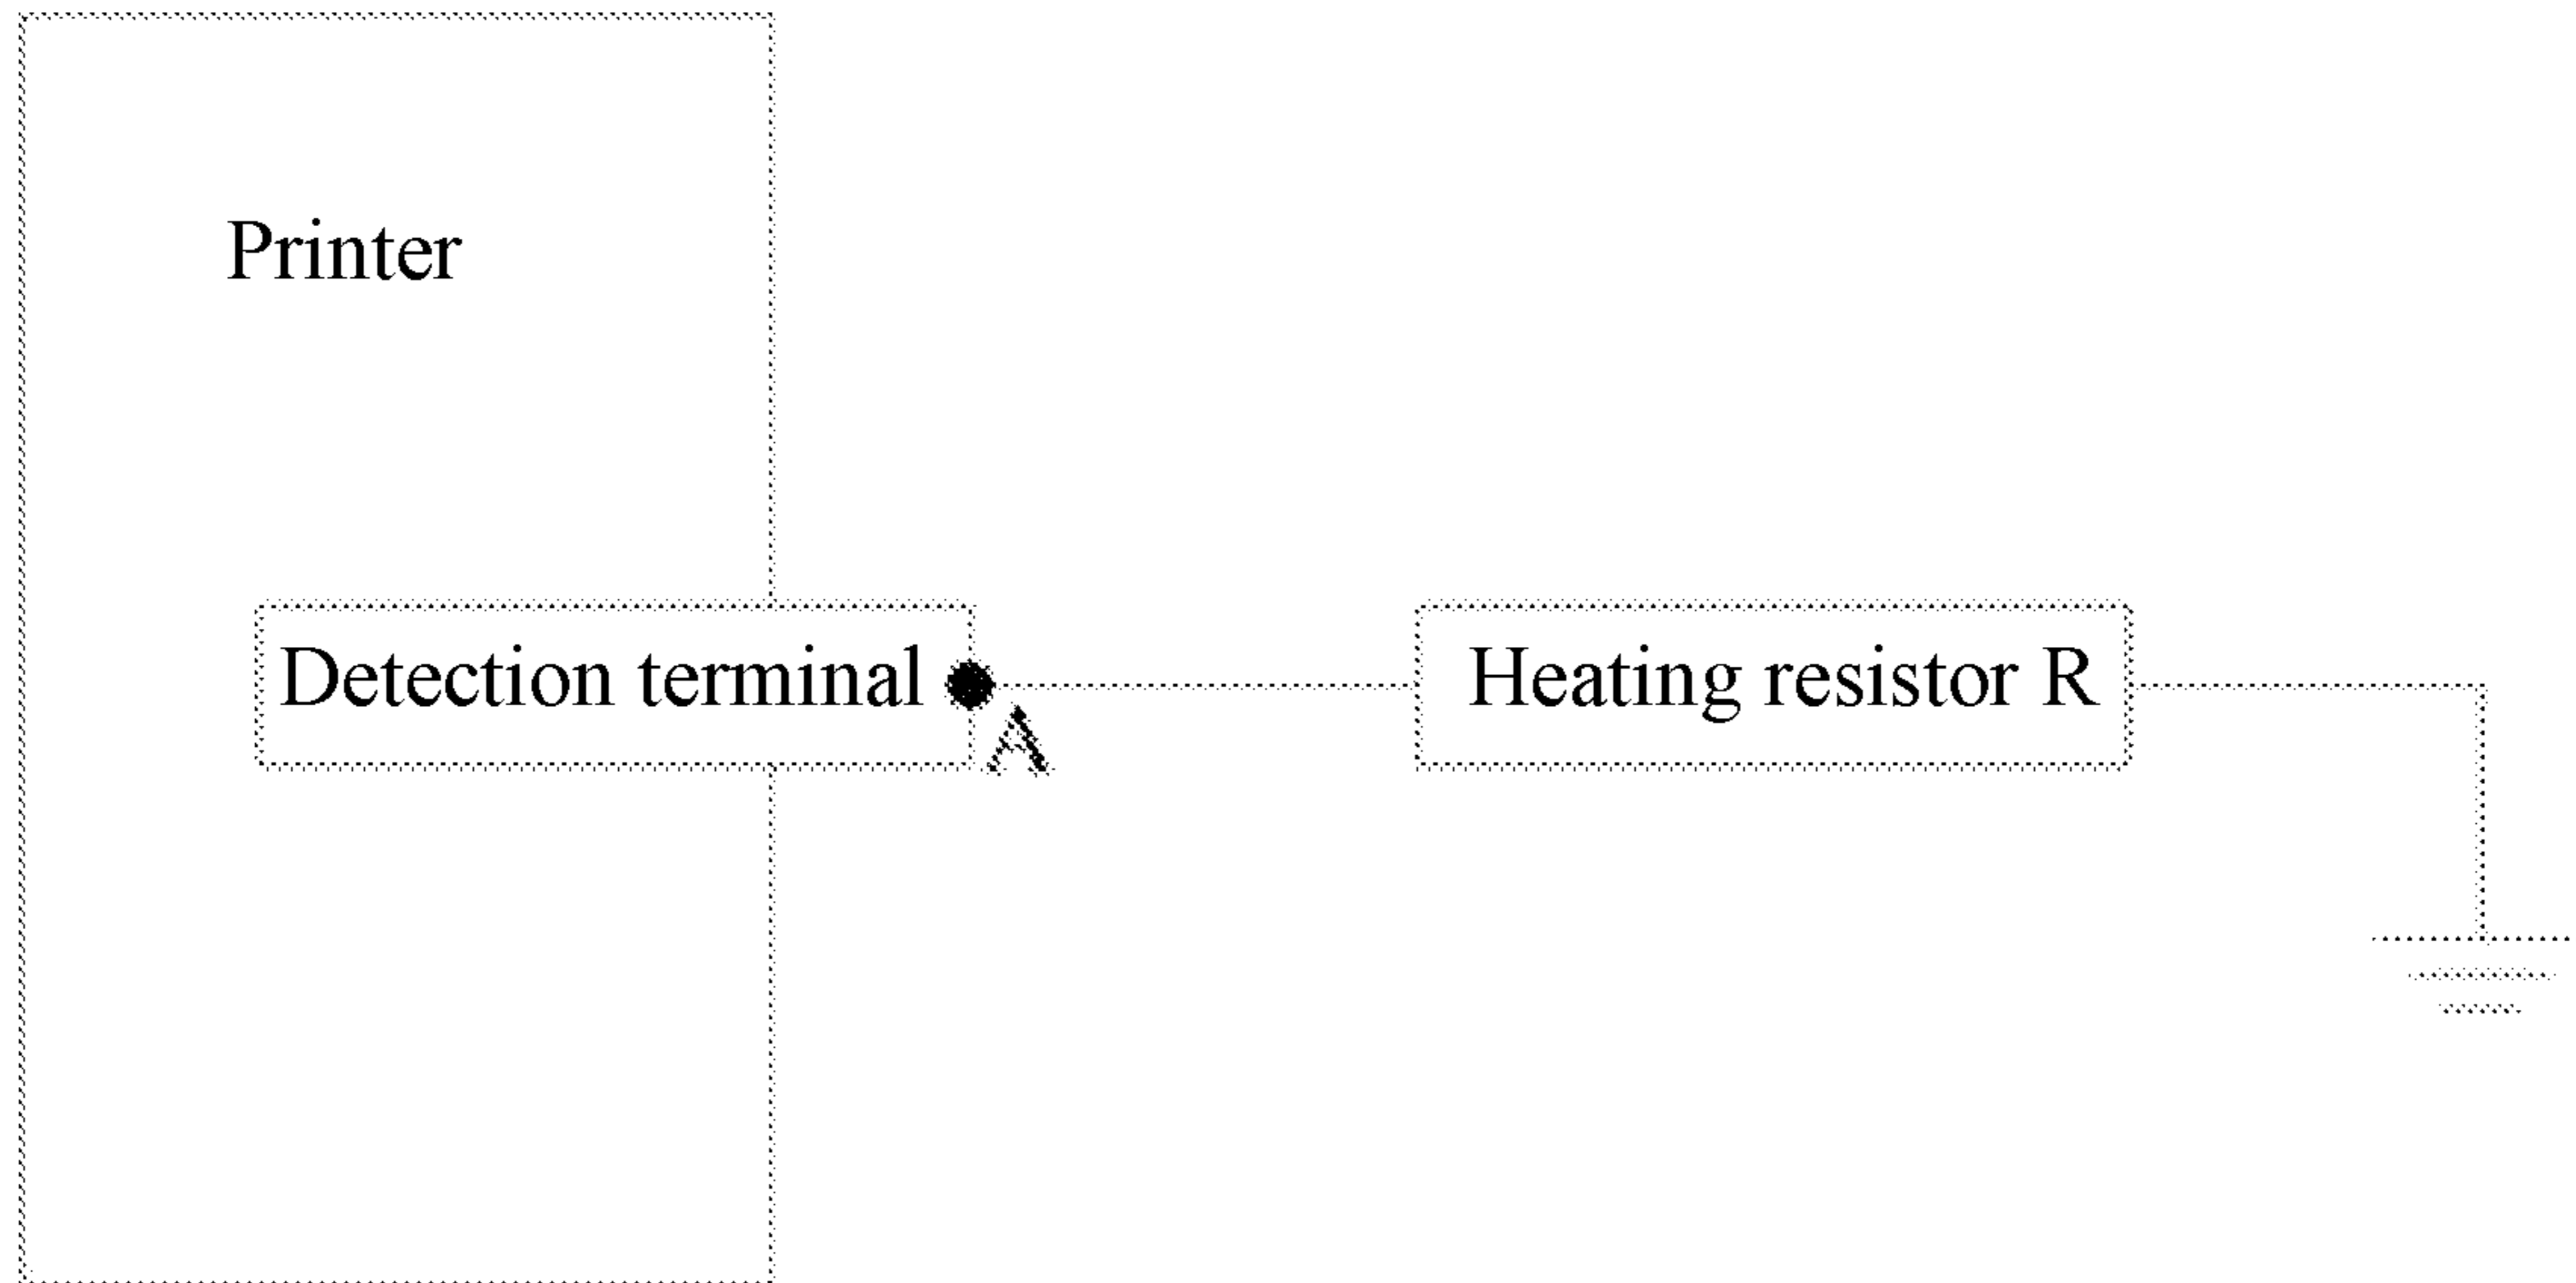 Printer
Detection terminal
A
Heating resistor R